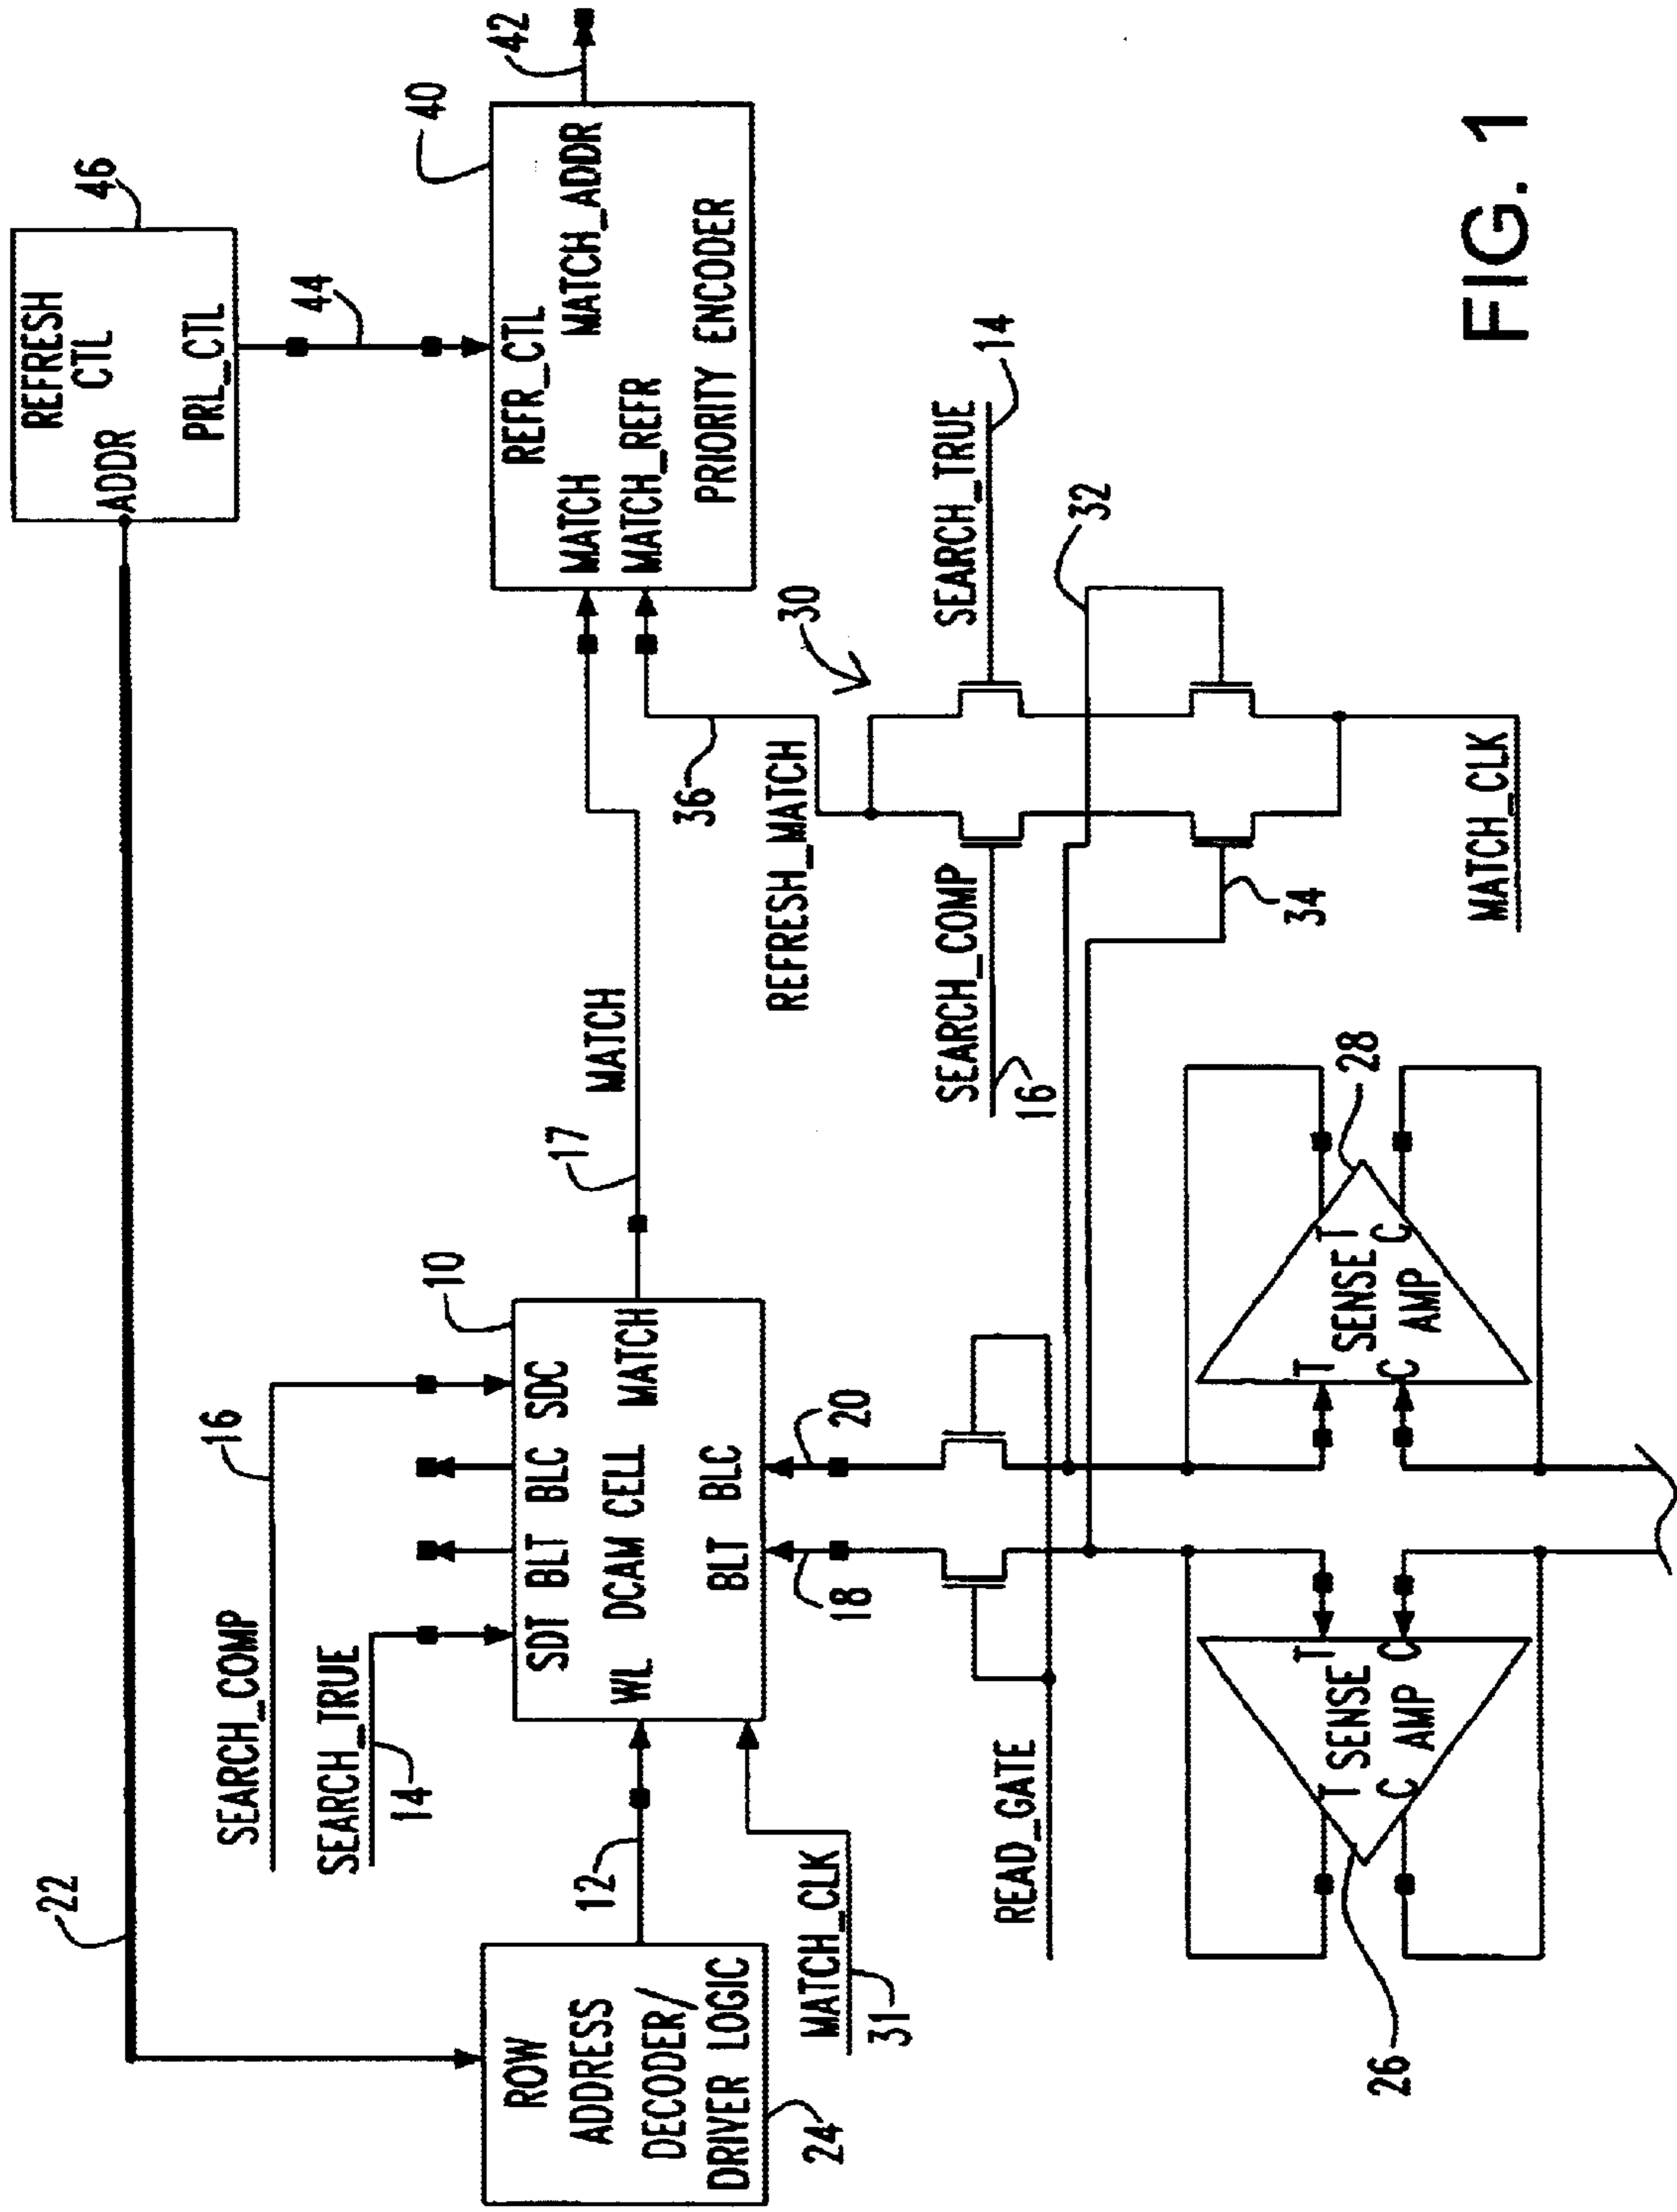 22
REFRESH
CTL
ADDR
PRL_CTL
46
44
SEARCH_COMP
16
SEARCH_TRUE
14
10
SDT BLT BLC SDC
WL DCAM CELL MATCH
BLT BLC
17
MATCH
REFR_CTL
MATCH
MATCH_ADDR
MATCH_REFR
PRIORITY ENCODER
40
42
ROW
ADDRESS
DECODER/
DRIVER LOGIC
24
12
MATCH_CLK
31
18
20
36
REFRESH_MATCH
30
SEARCH_COMP
16
SEARCH_TRUE
14
READ_GATE
32
34
MATCH_CLK
T T
SENSE
AMP
C C
26
T T
SENSE
AMP
C C
28
FIG. 1